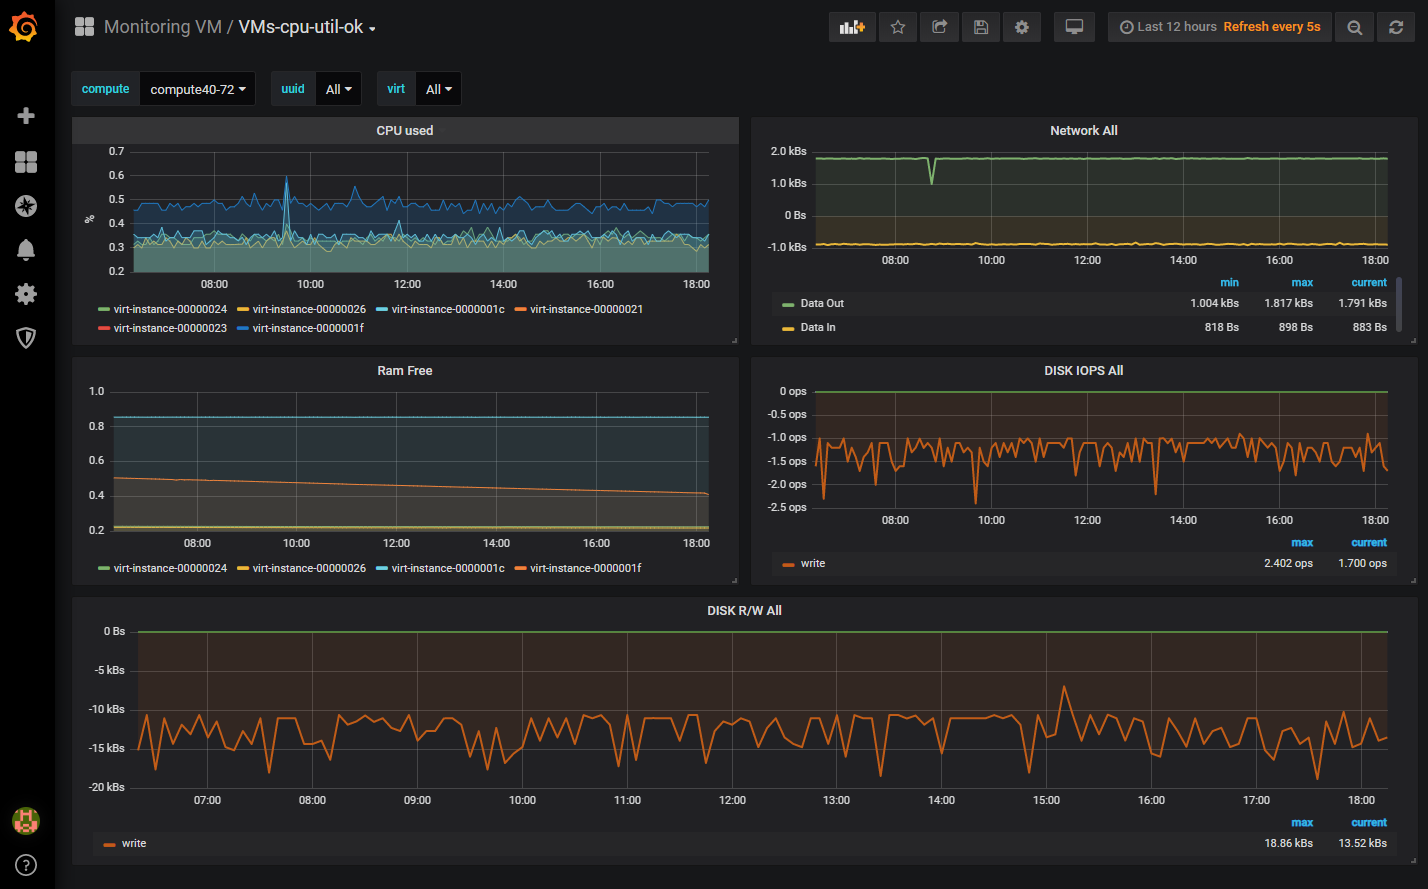 Monitoring VM / VMs-cpu-util-ok
Last 12 hours Refresh every 5s
compute compute40-72 uuid All virt All
CPU used
0.7
0.6
0.5
0.4
0.3
0.2
%
08:00 10:00 12:00 14:00 16:00 18:00
virt-instance-00000024 virt-instance-00000026 virt-instance-0000001c virt-instance-00000021
virt-instance-00000023 virt-instance-0000001f
Network All
2.0 kBs
1.0 kBs
0 Bs
-1.0 kBs
08:00 10:00 12:00 14:00 16:00 18:00
min max current
Data Out 1.004 kBs 1.817 kBs 1.791 kBs
Data In 818 Bs 898 Bs 883 Bs
Ram Free
1.0
0.8
0.6
0.4
0.2
08:00 10:00 12:00 14:00 16:00 18:00
virt-instance-00000024 virt-instance-00000026 virt-instance-0000001c virt-instance-0000001f
DISK IOPS All
0 ops
-0.5 ops
-1.0 ops
-1.5 ops
-2.0 ops
-2.5 ops
08:00 10:00 12:00 14:00 16:00 18:00
max current
write 2.402 ops 1.700 ops
DISK R/W All
0 Bs
-5 kBs
-10 kBs
-15 kBs
-20 kBs
07:00 08:00 09:00 10:00 11:00 12:00 13:00 14:00 15:00 16:00 17:00 18:00
max current
write 18.86 kBs 13.52 kBs